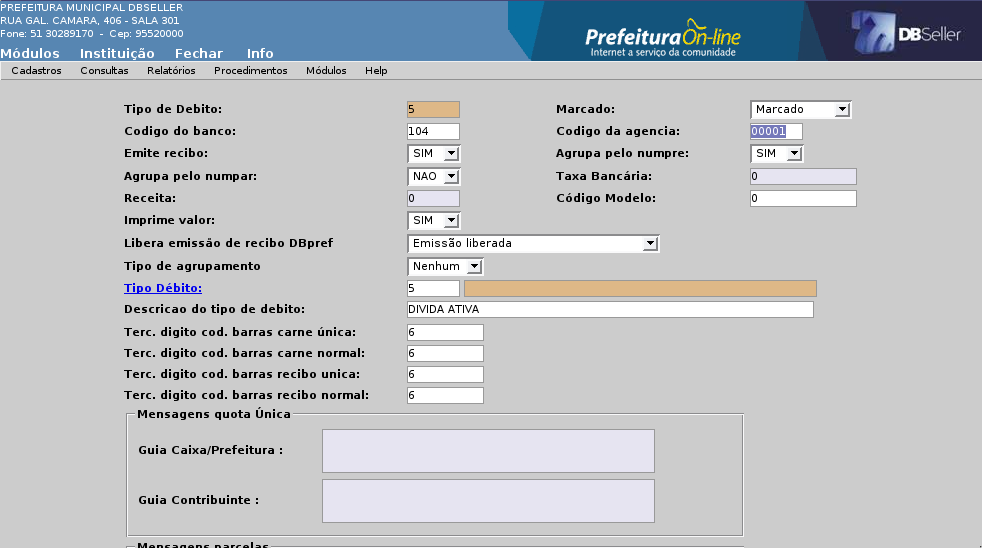 PREFEITURA MUNICIPAL DBSELLER
RUA GAL. CAMARA, 406 - SALA 301
Fone: 51 30289170 - Cep: 95520000
Módulos Instituição Fechar Info
PrefeituraOn-line
Internet a serviço da comunidade
DBSeller
Cadastros Consultas Relatórios Procedimentos Módulos Help
Tipo de Debito: 5 Marcado: Marcado
Codigo do banco: 104 Codigo da agencia: 00001
Emite recibo: SIM Agrupa pelo numpre: SIM
Agrupa pelo numpar: NAO Taxa Bancária: 0
Receita: 0 Código Modelo: 0
Imprime valor: SIM
Libera emissão de recibo DBpref Emissão liberada
Tipo de agrupamento Nenhum
Tipo Débito: 5
Descricao do tipo de debito: DIVIDA ATIVA
Terc. digito cod. barras carne única: 6
Terc. digito cod. barras carne normal: 6
Terc. digito cod. barras recibo unica: 6
Terc. digito cod. barras recibo normal: 6
Mensagens quota Única
Guia Caixa/Prefeitura :
Guia Contribuinte :
Mensagens parcelas